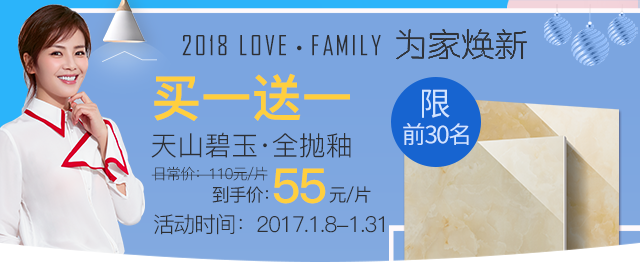 2018 LOVE·FAMILY 为家焕新
买一送一
限
前30名
天山碧玉·全抛釉
日常价：110元/片
到手价:55元/片
活动时间：2017.1.8-1.31